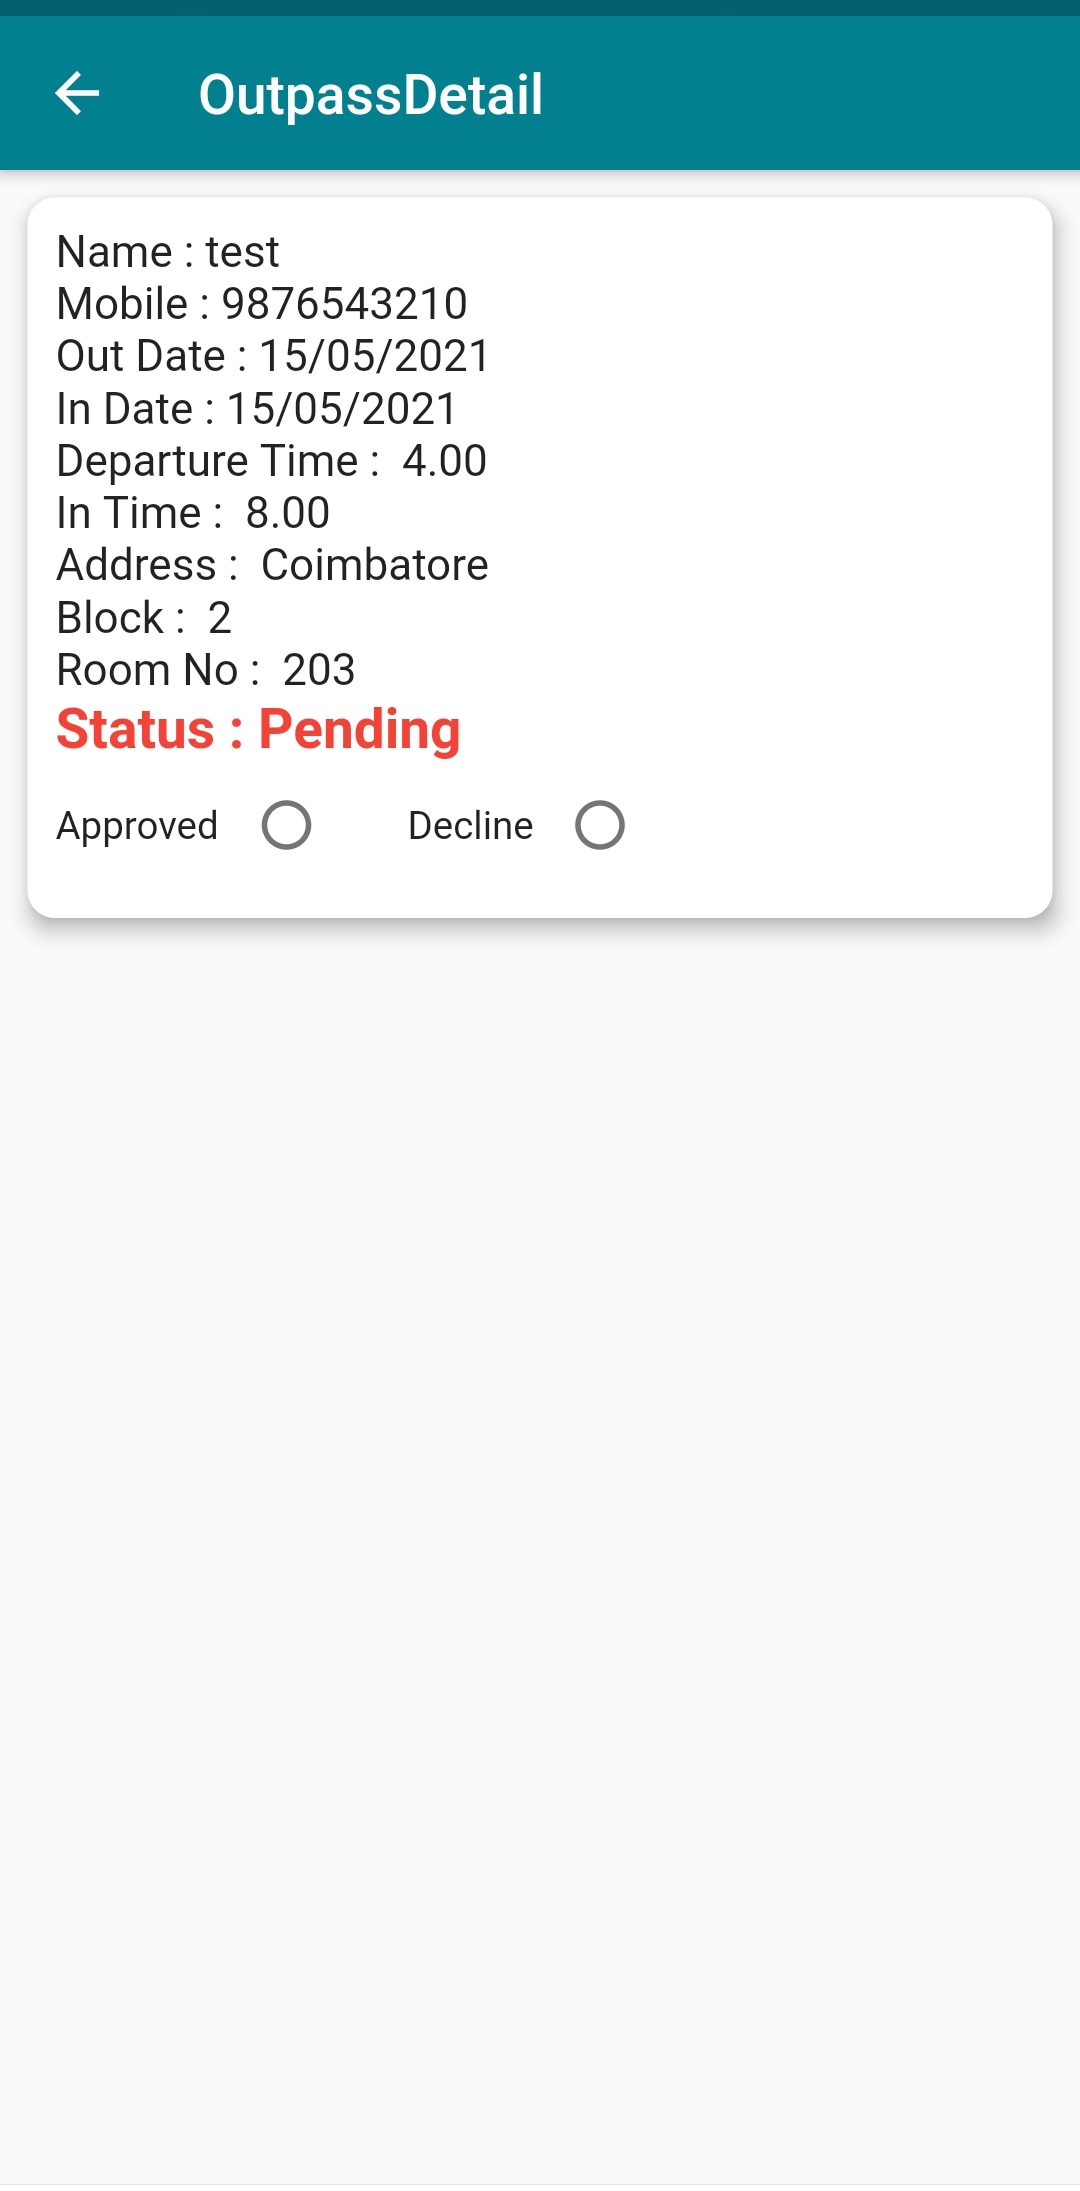 OutpassDetail
Name : test
Mobile : 9876543210
Out Date : 15/05/2021
In Date : 15/05/2021
Departure Time :  4.00
In Time :  8.00
Address :  Coimbatore
Block :  2
Room No :  203
Status : Pending
Approved Decline